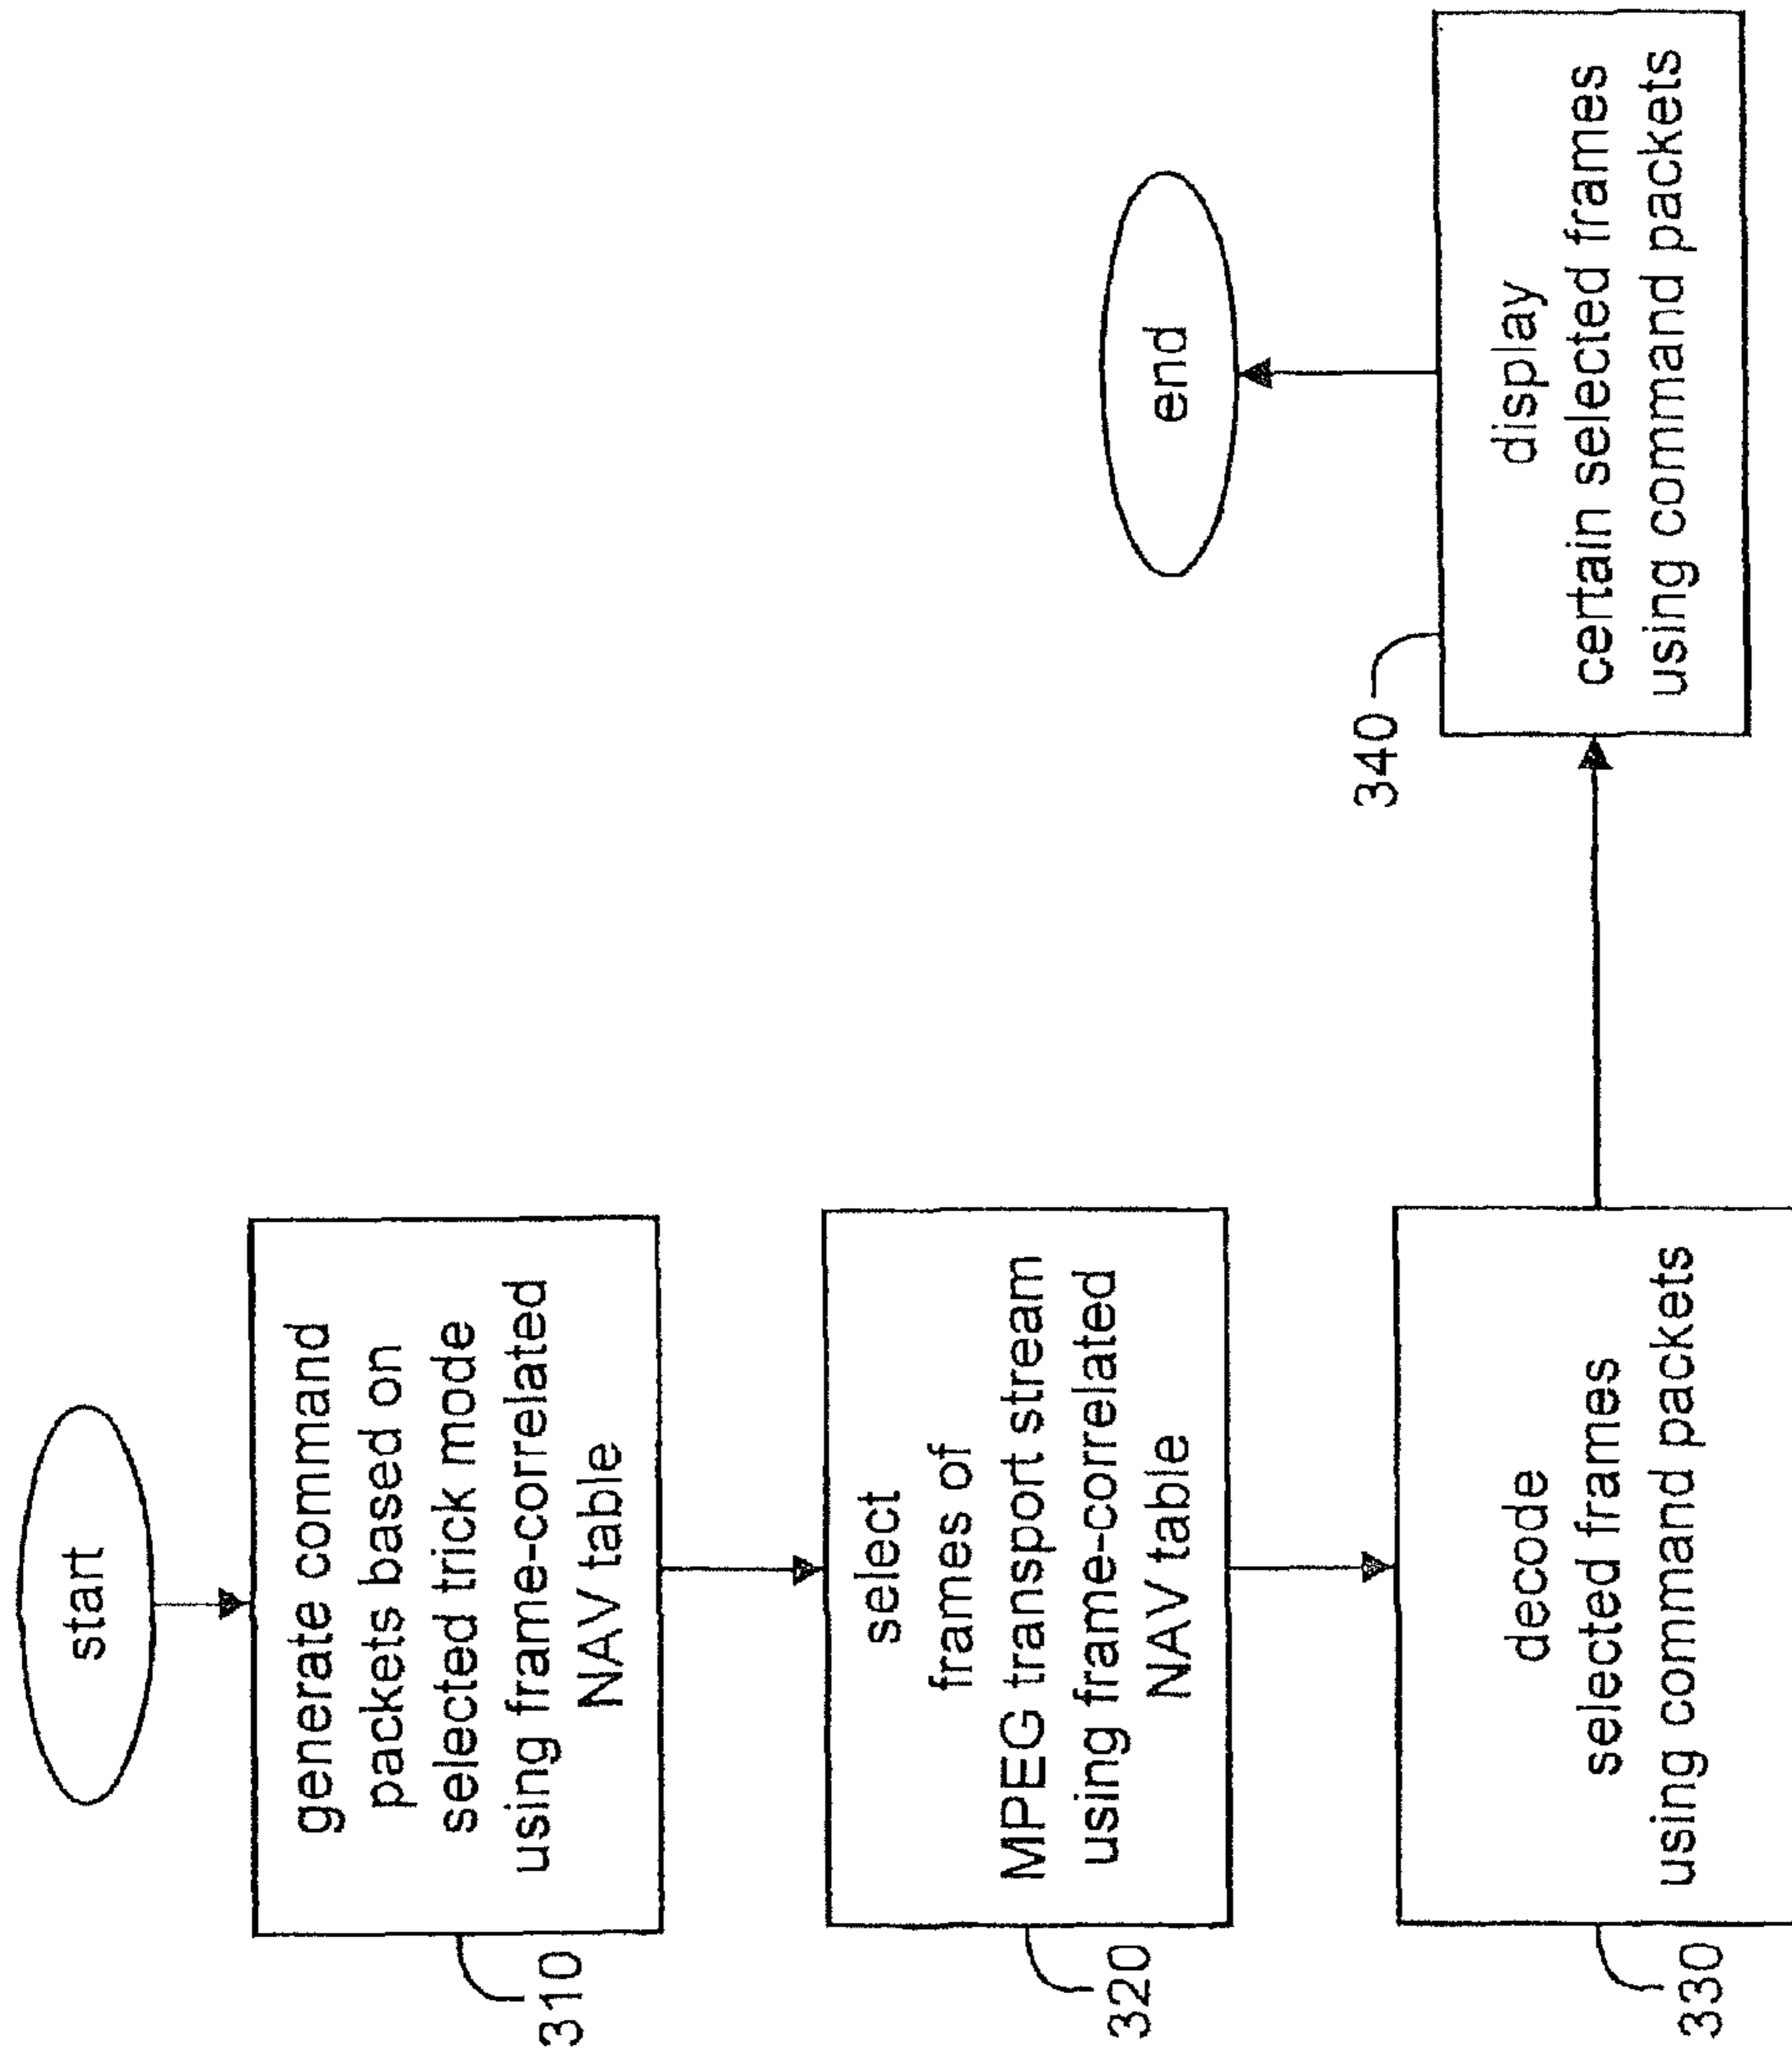 start
generate command
packets based on
selected trick mode
using frame-correlated
NAV table
310
select
frames of
MPEG transport stream
using frame-correlated
NAV table
320
decode
selected frames
using command packets
330
display
certain selected frames
using command packets
340
end